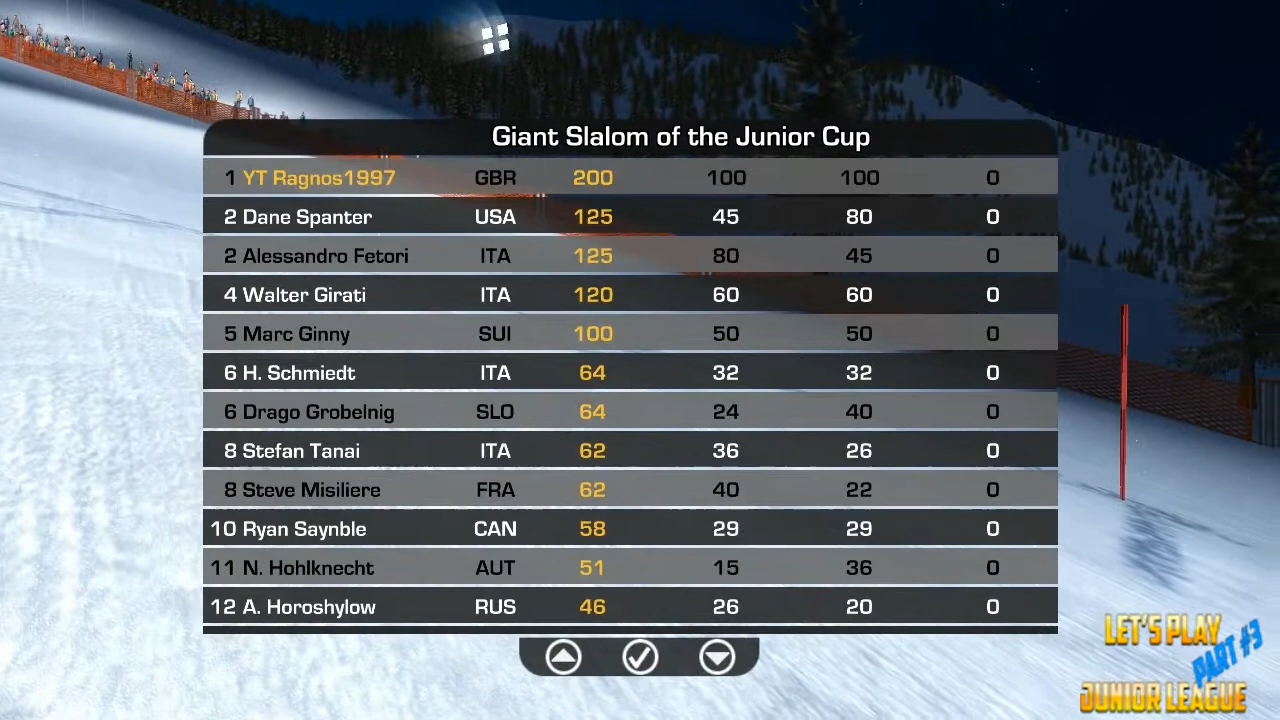 Giant Slalom of the Junior Cup
1 YT Ragnos1997 GBR 200 100 100 0
2 Dane Spanter USA 125 45 80 0
2 Alessandro Fetori ITA 125 80 45 0
4 Walter Girati ITA 120 60 60 0
5 Marc Ginny SUI 100 50 50 0
6 H. Schmiedt ITA 64 32 32 0
6 Drago Grobelnig SLO 64 24 40 0
8 Stefan Tanai ITA 62 36 26 0
8 Steve Misiliere FRA 62 40 22 0
10 Ryan Saynble CAN 58 29 29 0
11 N. Hohlknecht AUT 51 15 36 0
12 A. Horoshylow RUS 46 26 20 0
LET'S PLAY
PART #3
JUNIOR LEAGUE